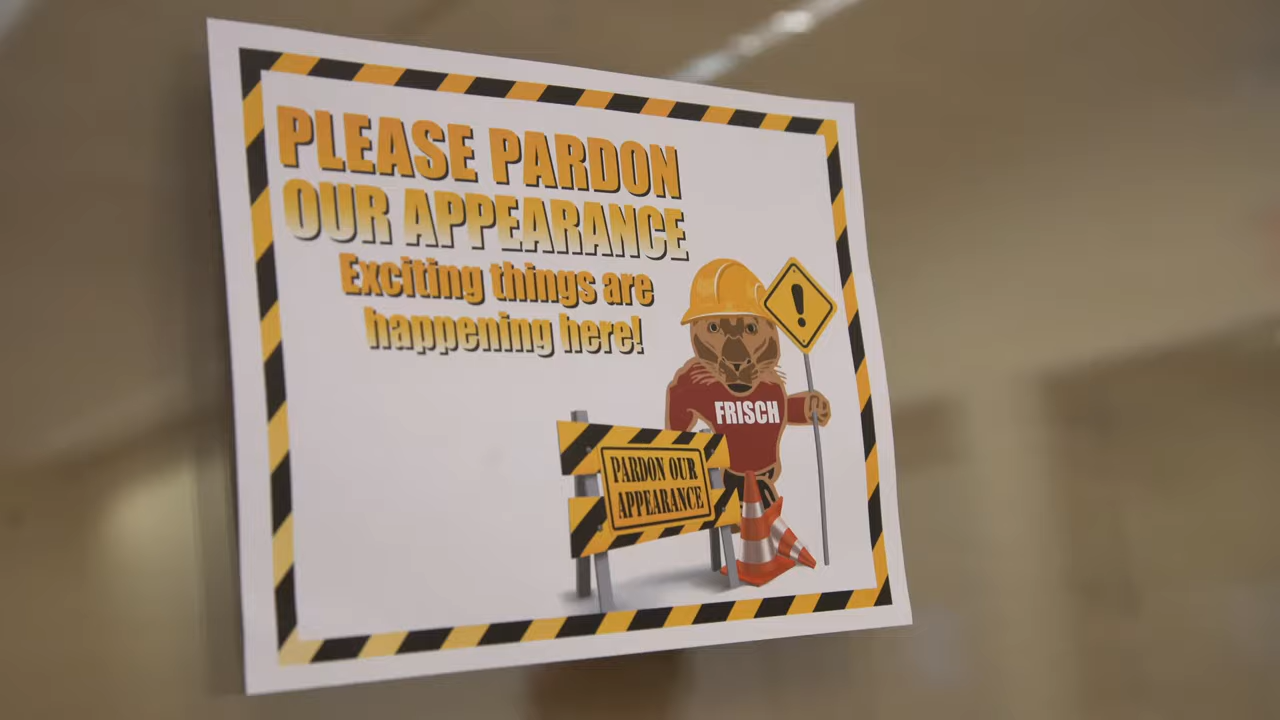 PLEASE PARDON
OUR APPEARANCE
Exciting things are
happening here!
!
FRISCH
PARDON OUR
APPEARANCE